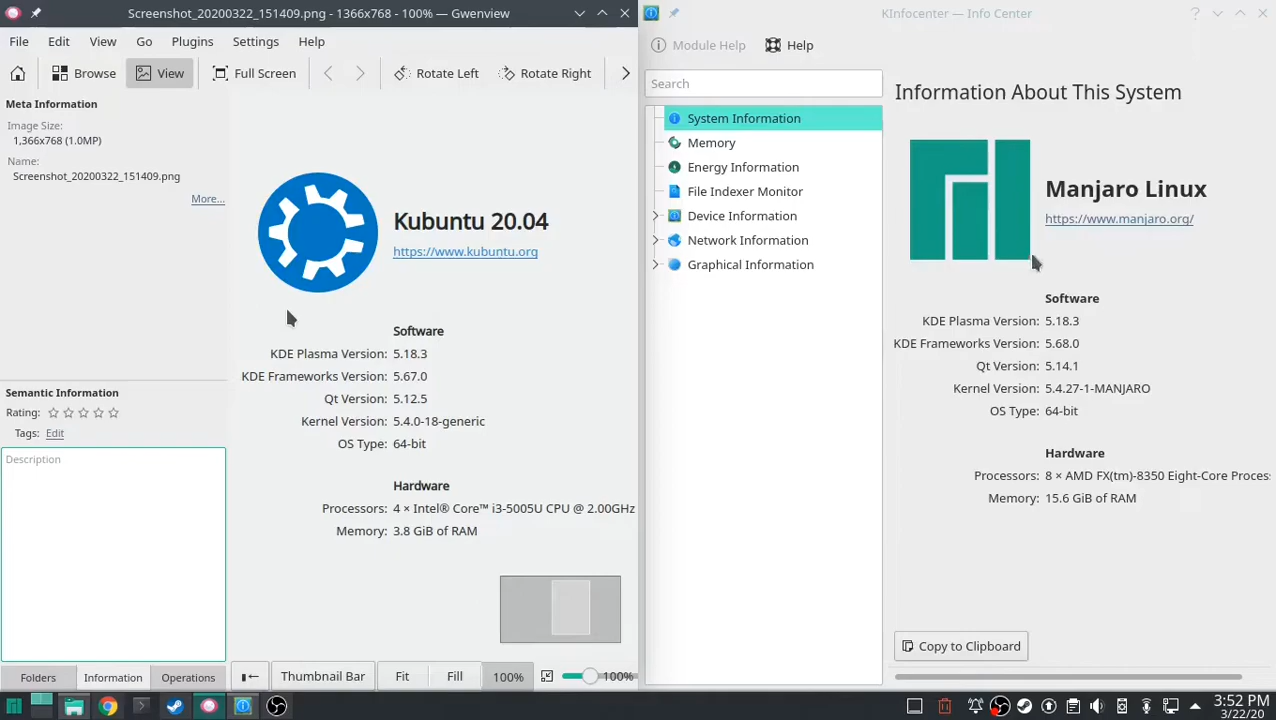 Screenshot_20200322_151409.png - 1366x768 - 100% — Gwenview
File Edit View Go Plugins Settings Help
Browse View Full Screen Rotate Left Rotate Right
Meta Information
Image Size:
1,366x768 (1.0MP)
Name:
Screenshot_20200322_151409.png
More...
Semantic Information
Rating:
Tags: Edit
Description
Folders Information Operations
Kubuntu 20.04
https://www.kubuntu.org
Software
KDE Plasma Version: 5.18.3
KDE Frameworks Version: 5.67.0
Qt Version: 5.12.5
Kernel Version: 5.4.0-18-generic
OS Type: 64-bit
Hardware
Processors: 4 × Intel® Core™ i3-5005U CPU @ 2.00GHz
Memory: 3.8 GiB of RAM
Thumbnail Bar Fit Fill 100% 100%
KInfocenter — Info Center
Module Help Help
Search
System Information
Memory
Energy Information
File Indexer Monitor
Device Information
Network Information
Graphical Information
Information About This System
Manjaro Linux
https://www.manjaro.org/
Software
KDE Plasma Version: 5.18.3
KDE Frameworks Version: 5.68.0
Qt Version: 5.14.1
Kernel Version: 5.4.27-1-MANJARO
OS Type: 64-bit
Hardware
Processors: 8 × AMD FX(tm)-8350 Eight-Core Proces
Memory: 15.6 GiB of RAM
Copy to Clipboard
3:52 PM
3/22/20